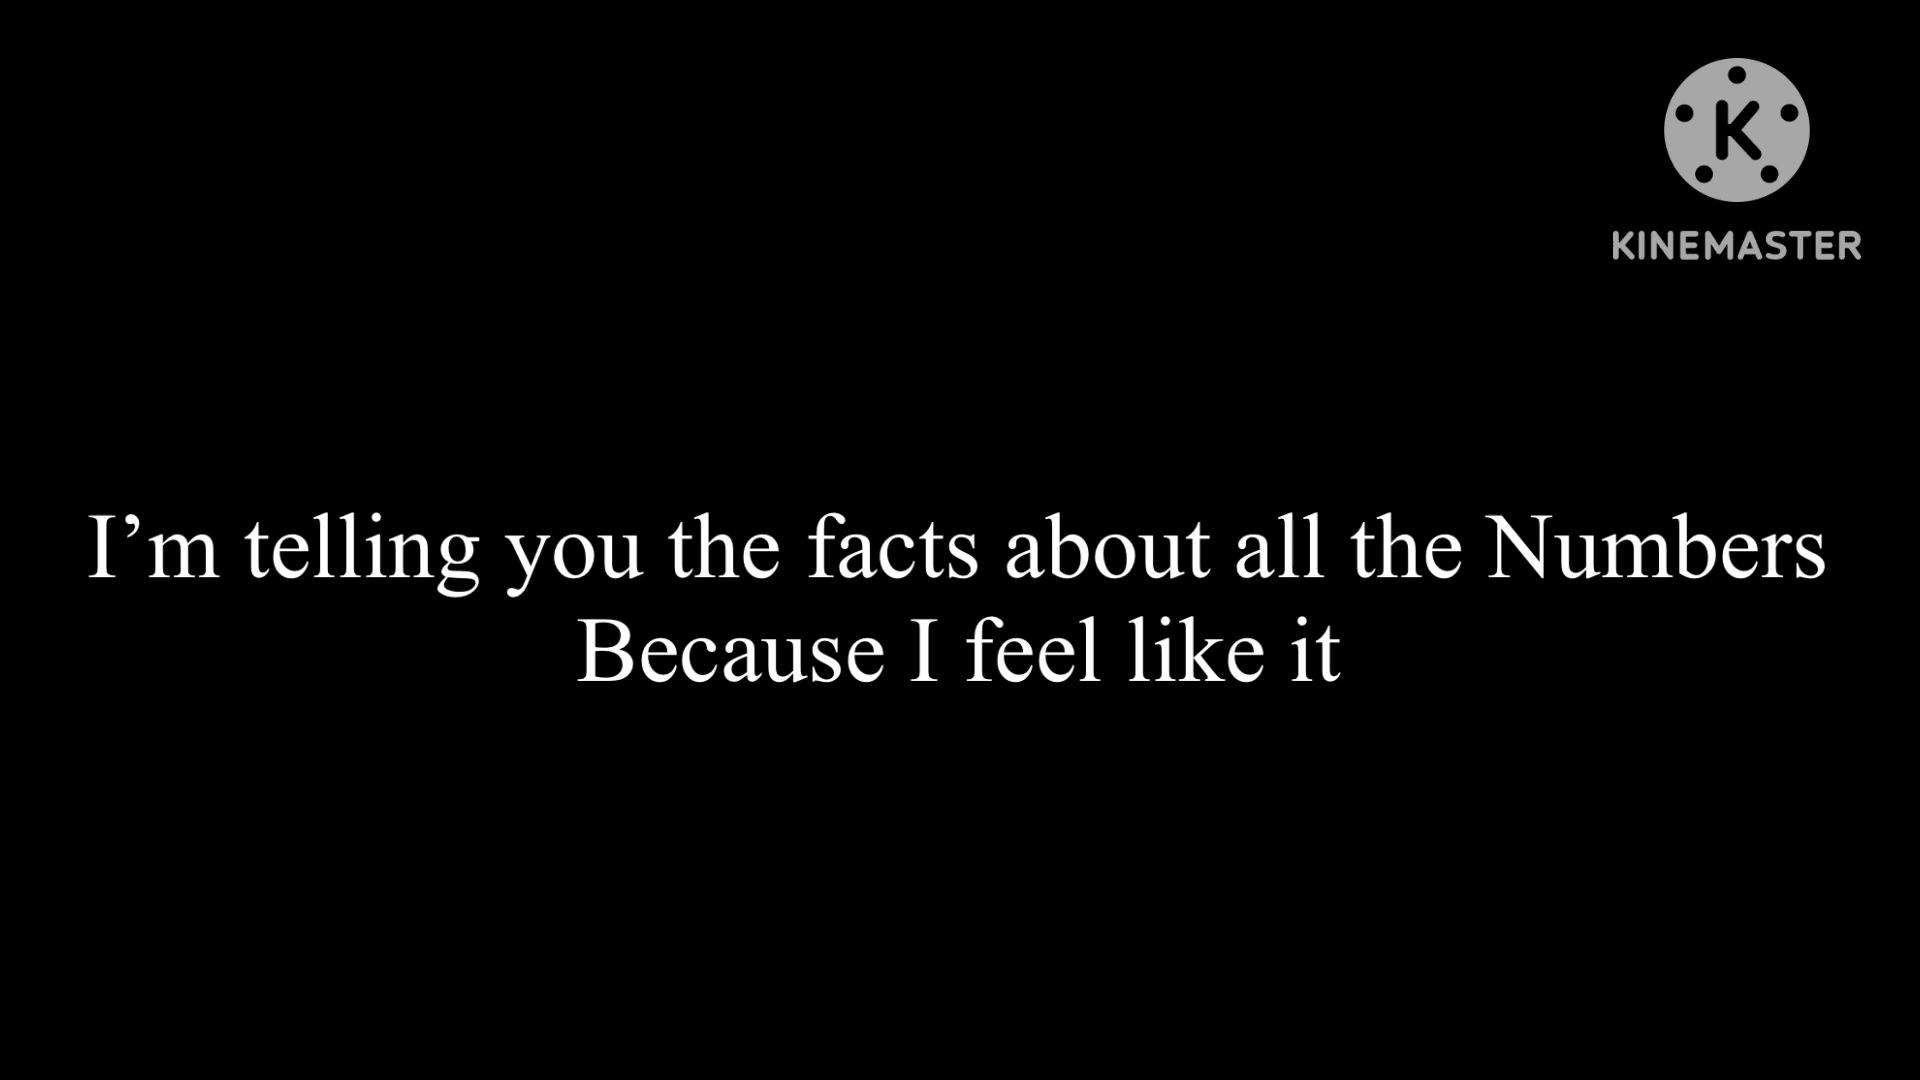 K
KINEMASTER
I’m telling you the facts about all the Numbers
Because I feel like it